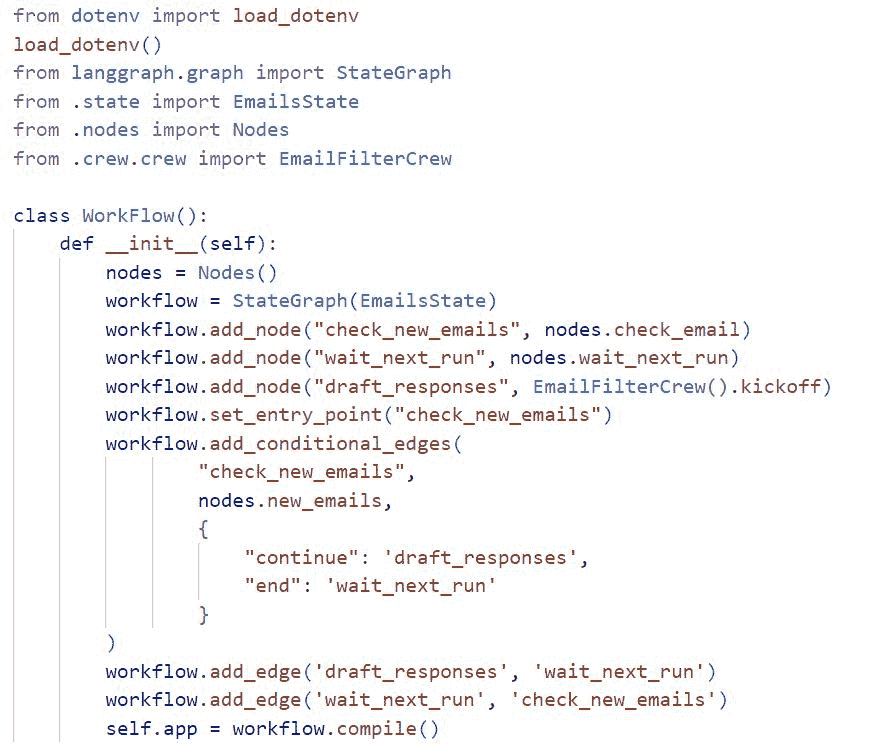 from dotenv import load_dotenv
load_dotenv()
from langgraph.graph import StateGraph
from .state import EmailsState
from .nodes import Nodes
from .crew.crew import EmailFilterCrew

class WorkFlow():
    def __init__(self):
        nodes = Nodes()
        workflow = StateGraph(EmailsState)
        workflow.add_node("check_new_emails", nodes.check_email)
        workflow.add_node("wait_next_run", nodes.wait_next_run)
        workflow.add_node("draft_responses", EmailFilterCrew().kickoff)
        workflow.set_entry_point("check_new_emails")
        workflow.add_conditional_edges(
                "check_new_emails",
                nodes.new_emails,
                {
                    "continue": 'draft_responses',
                    "end": 'wait_next_run'
                }
        )
        workflow.add_edge('draft_responses', 'wait_next_run')
        workflow.add_edge('wait_next_run', 'check_new_emails')
        self.app = workflow.compile()